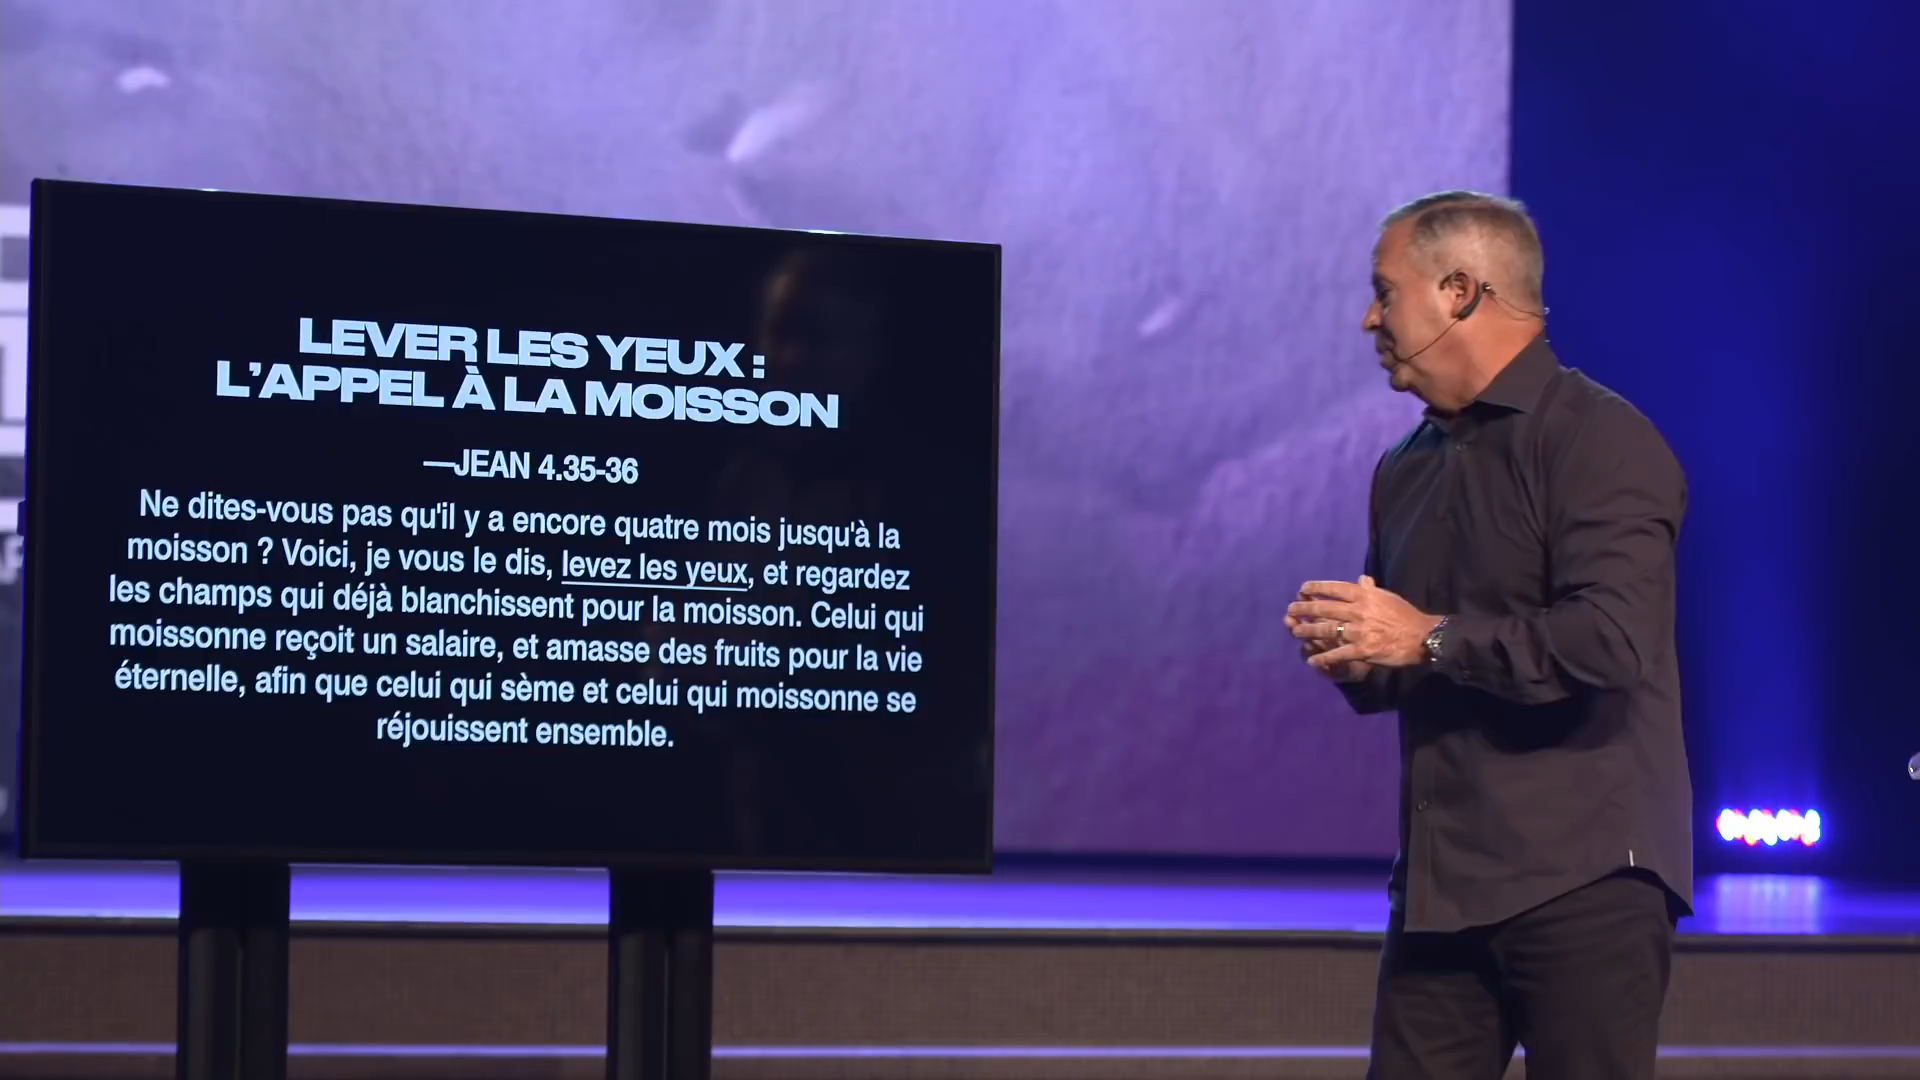 LEVER LES YEUX :
L’APPEL À LA MOISSON
—JEAN 4.35-36
Ne dites-vous pas qu'il y a encore quatre mois jusqu'à la
moisson ? Voici, je vous le dis, levez les yeux, et regardez
les champs qui déjà blanchissent pour la moisson. Celui qui
moissonne reçoit un salaire, et amasse des fruits pour la vie
éternelle, afin que celui qui sème et celui qui moissonne se
réjouissent ensemble.